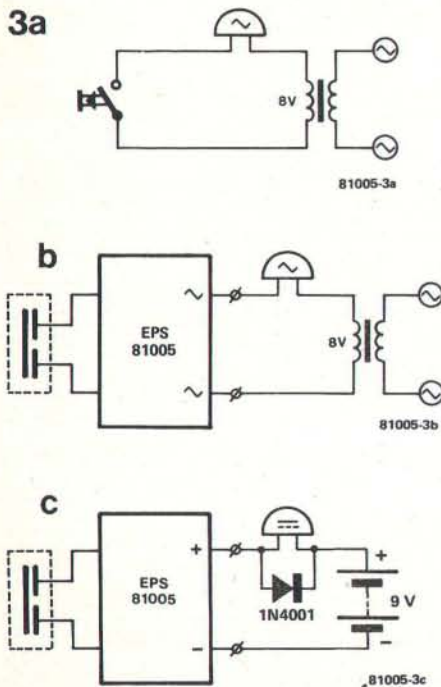 3a
8V
81005-3a
b
EPS
81005
8V
81005-3b
c
EPS
81005
+
−
1N4001
+
9 V
−
81005-3c